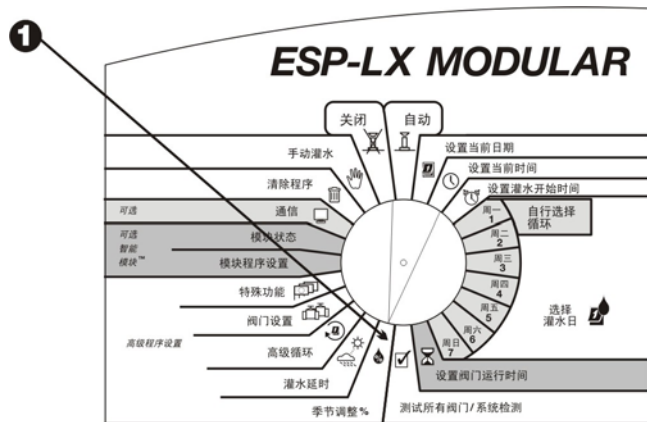 1
ESP-LX MODULAR
关闭
自动
手动灌水
设置当前日期
清除程序
设置当前时间
设置灌水开始时间
可选
通信
周一
1
自行选择
循环
可选
智能
模块™
模块状态
周二
2
模块程序设置
周三
3
特殊功能
周四
4
选择
灌水日
阀门设置
周五
5
高级程序设置
高级循环
周六
6
周日
7
灌水延时
设置阀门运行时间
季节调整%
测试所有阀门/系统检测